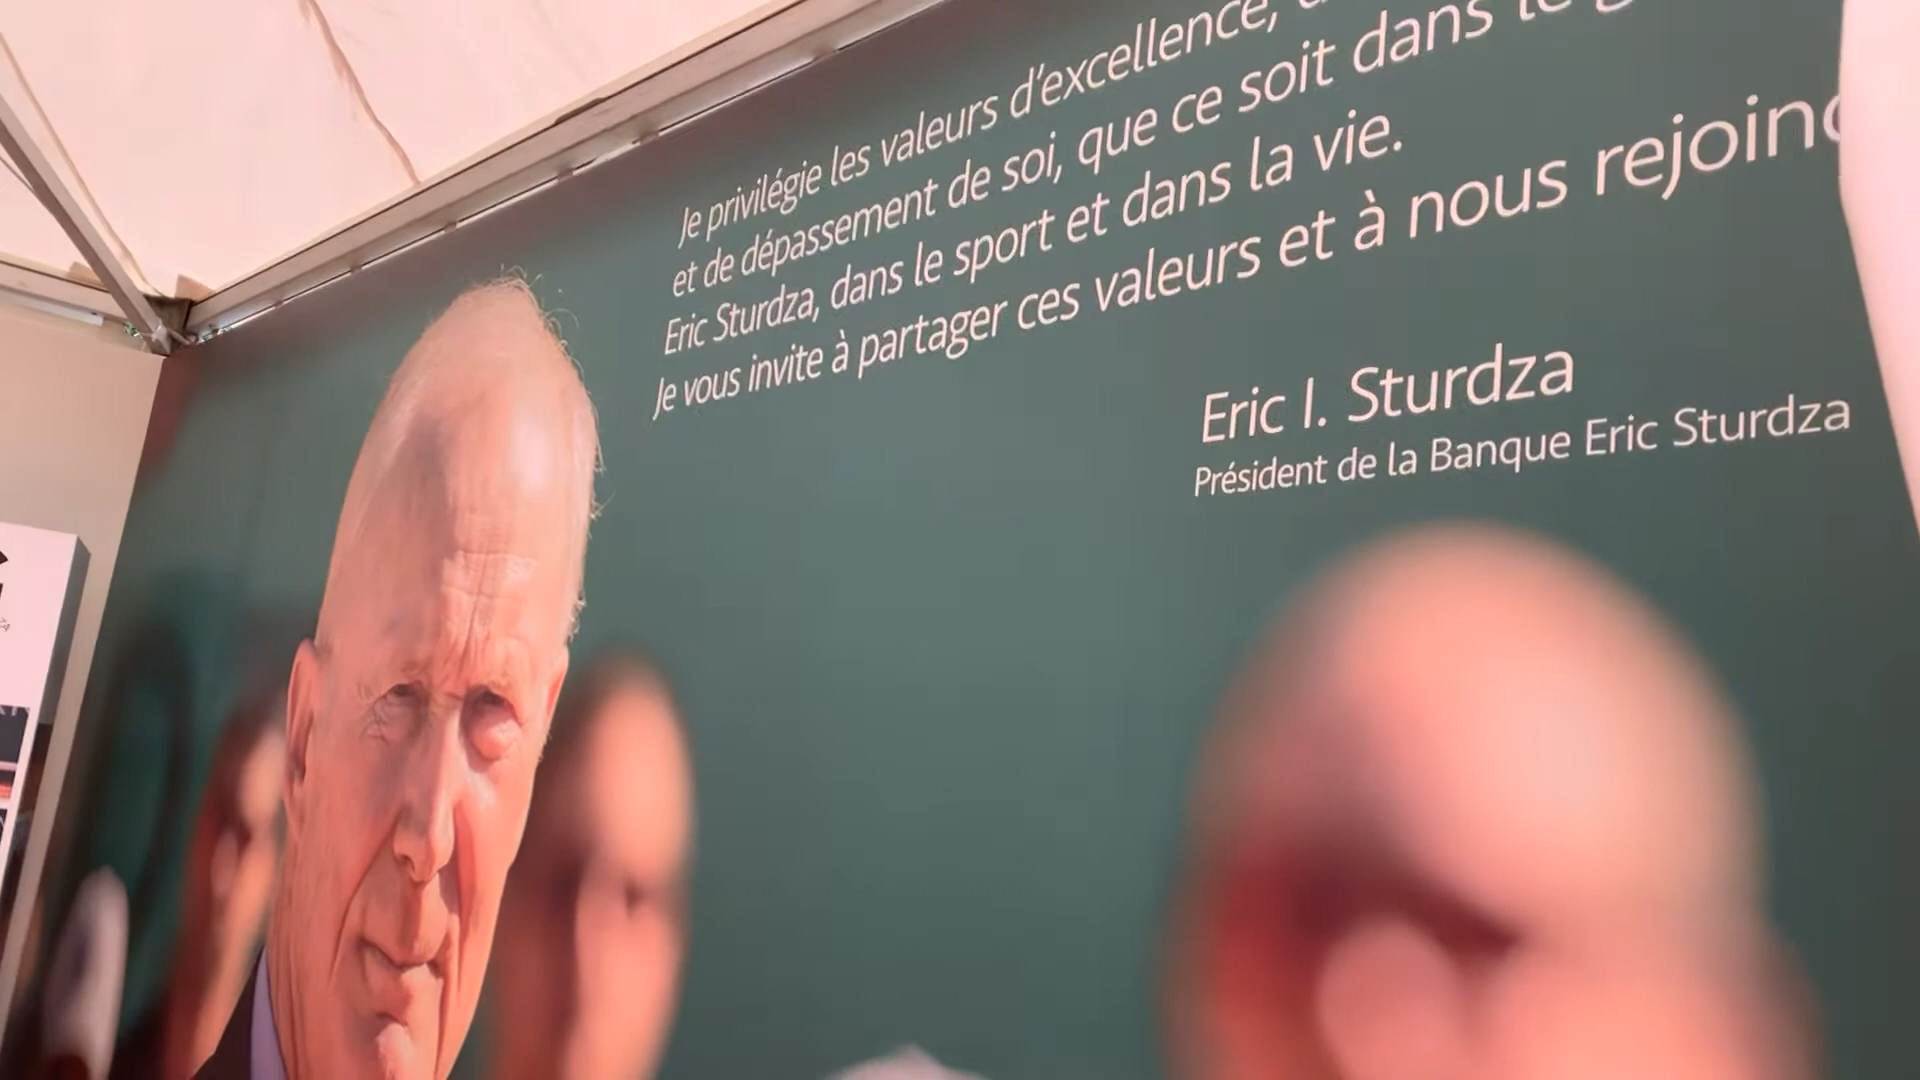 Je privilégie les valeurs d'excellence,
et de dépassement de soi, que ce soit dans le
Eric Sturdza, dans le sport et dans la vie.
Je vous invite à partager ces valeurs et à nous
Eric I. Sturdza
Président de la Banque Eric Sturdza